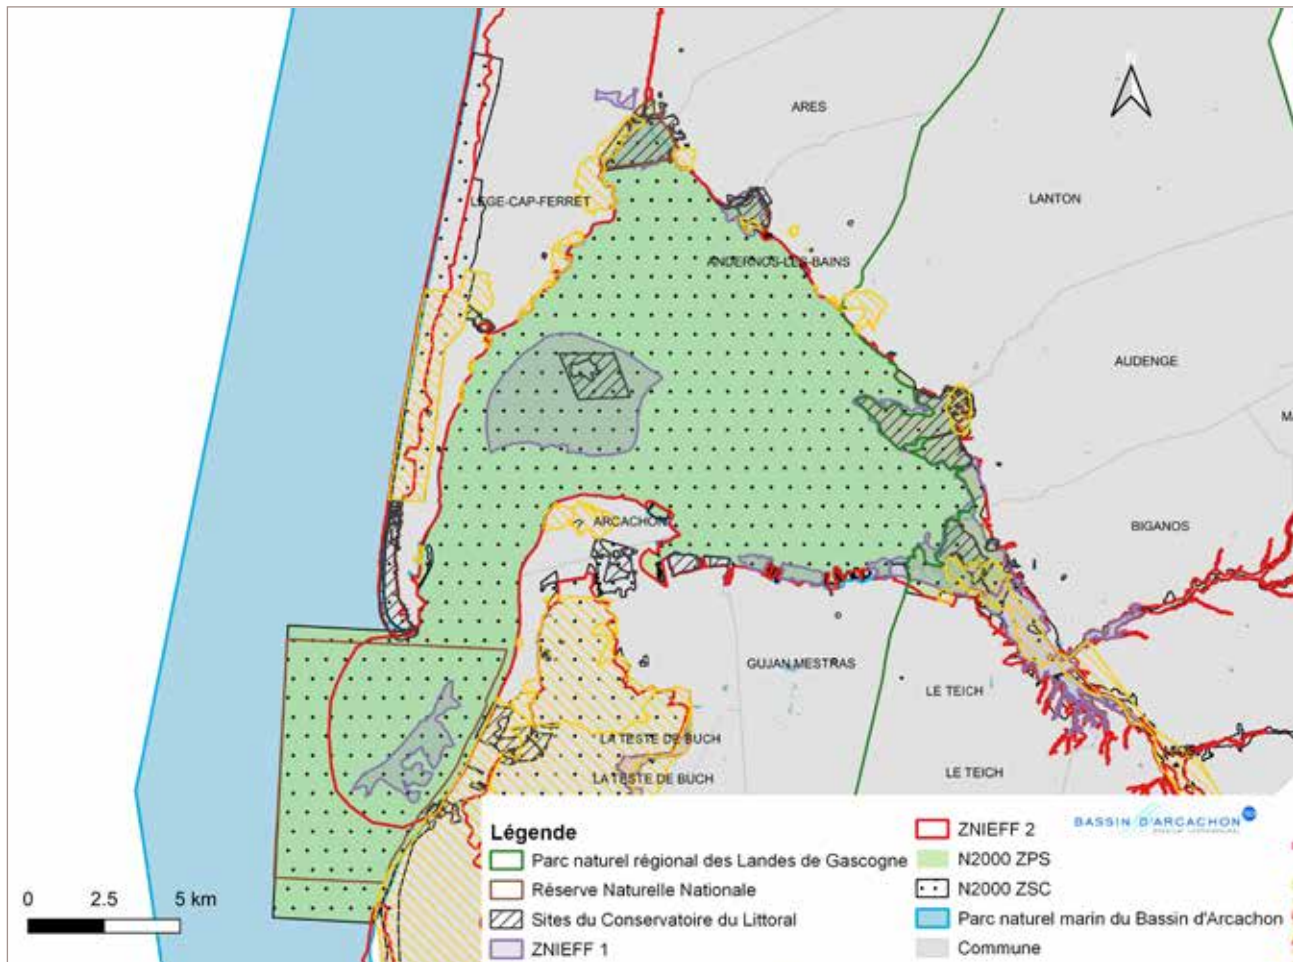 ARES
LEGE-CAP-FERRET
LANTON
ANDERNOS-LES-BAINS
AUDENGE
MA
ARCACHON
BIGANOS
GUJAN MESTRAS
LE TEICH
LA TESTE DE BUCH
LE TEICH
LA TESTE DE BUCH
Légende
Parc naturel régional des Landes de Gascogne
Réserve Naturelle Nationale
Sites du Conservatoire du Littoral
ZNIEFF 1
ZNIEFF 2
N2000 ZPS
N2000 ZSC
Parc naturel marin du Bassin d'Arcachon
Commune
BASSIN D'ARCACHON
0 2.5 5 km